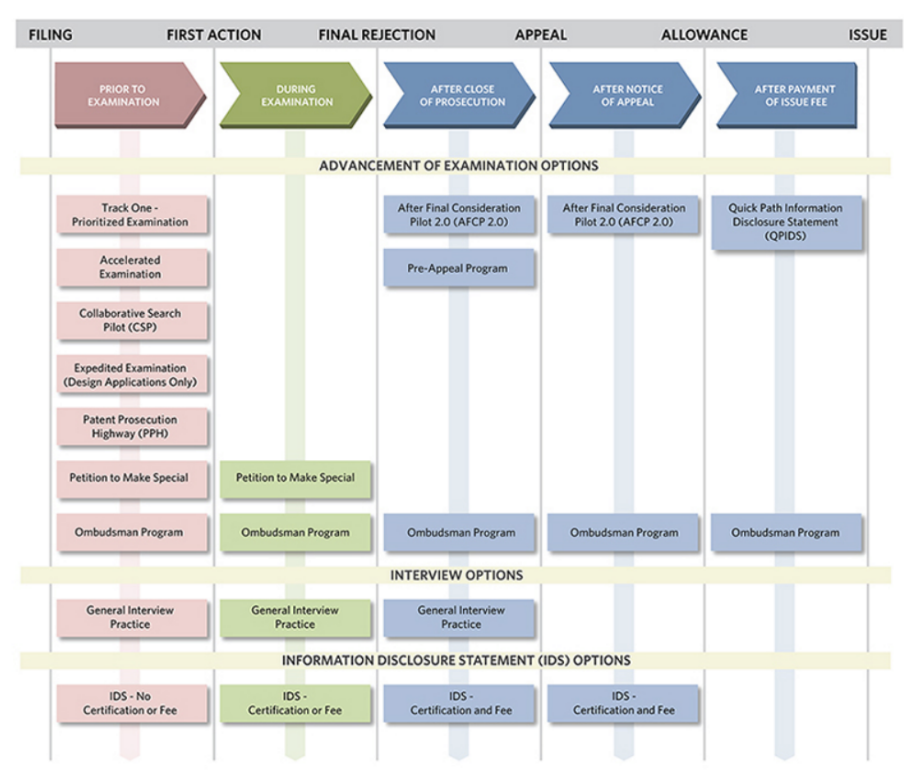 FILING FIRST ACTION FINAL REJECTION APPEAL ALLOWANCE ISSUE
PRIOR TO
EXAMINATION
DURING
EXAMINATION
AFTER CLOSE
OF PROSECUTION
AFTER NOTICE
OF APPEAL
AFTER PAYMENT
OF ISSUE FEE
ADVANCEMENT OF EXAMINATION OPTIONS
Track One -
Prioritized Examination
After Final Consideration
Pilot 2.0 (AFCP 2.0)
After Final Consideration
Pilot 2.0 (AFCP 2.0)
Quick Path Information
Disclosure Statement
(QPIDS)
Accelerated
Examination
Pre-Appeal Program
Collaborative Search
Pilot (CSP)
Expedited Examination
(Design Applications Only)
Patent Prosecution
Highway (PPH)
Petition to Make Special
Petition to Make Special
Ombudsman Program
Ombudsman Program
Ombudsman Program
Ombudsman Program
Ombudsman Program
INTERVIEW OPTIONS
General Interview
Practice
General Interview
Practice
General Interview
Practice
INFORMATION DISCLOSURE STATEMENT (IDS) OPTIONS
IDS - No
Certification or Fee
IDS -
Certification or Fee
IDS -
Certification and Fee
IDS -
Certification and Fee